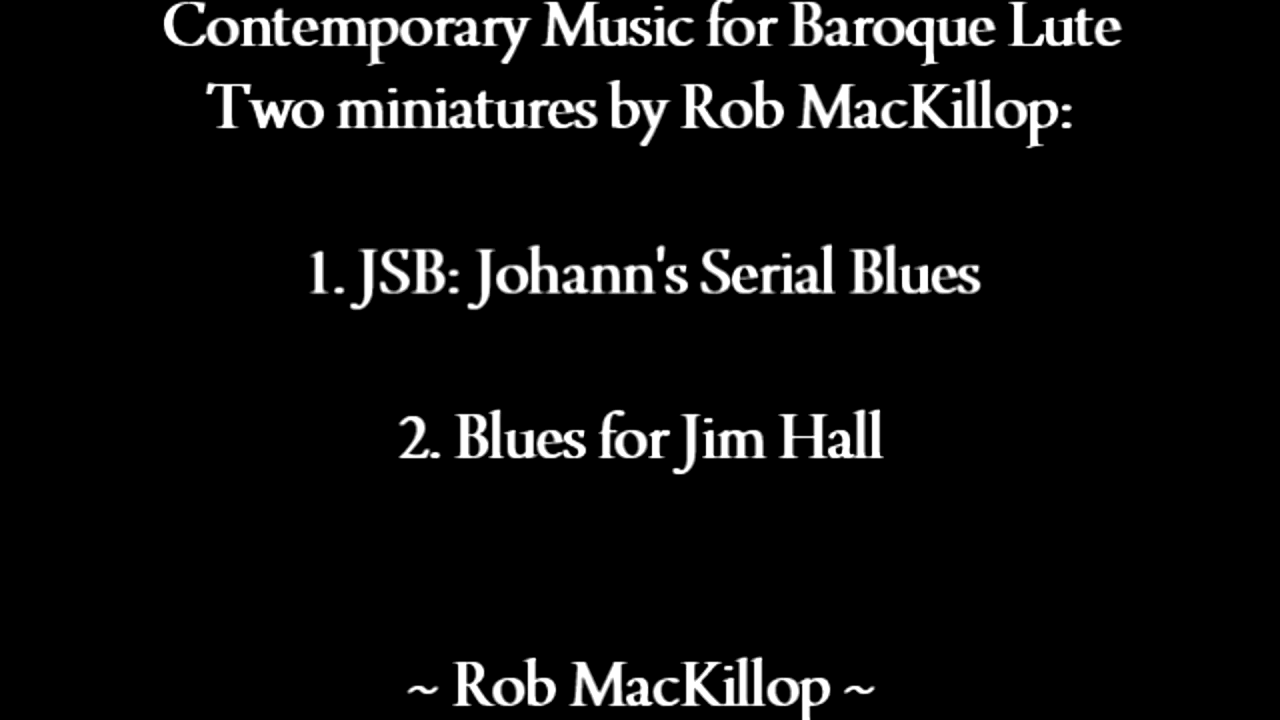 Contemporary Music for Baroque Lute
Two miniatures by Rob MacKillop:
1. JSB: Johann's Serial Blues
2. Blues for Jim Hall
~ Rob MacKillop ~